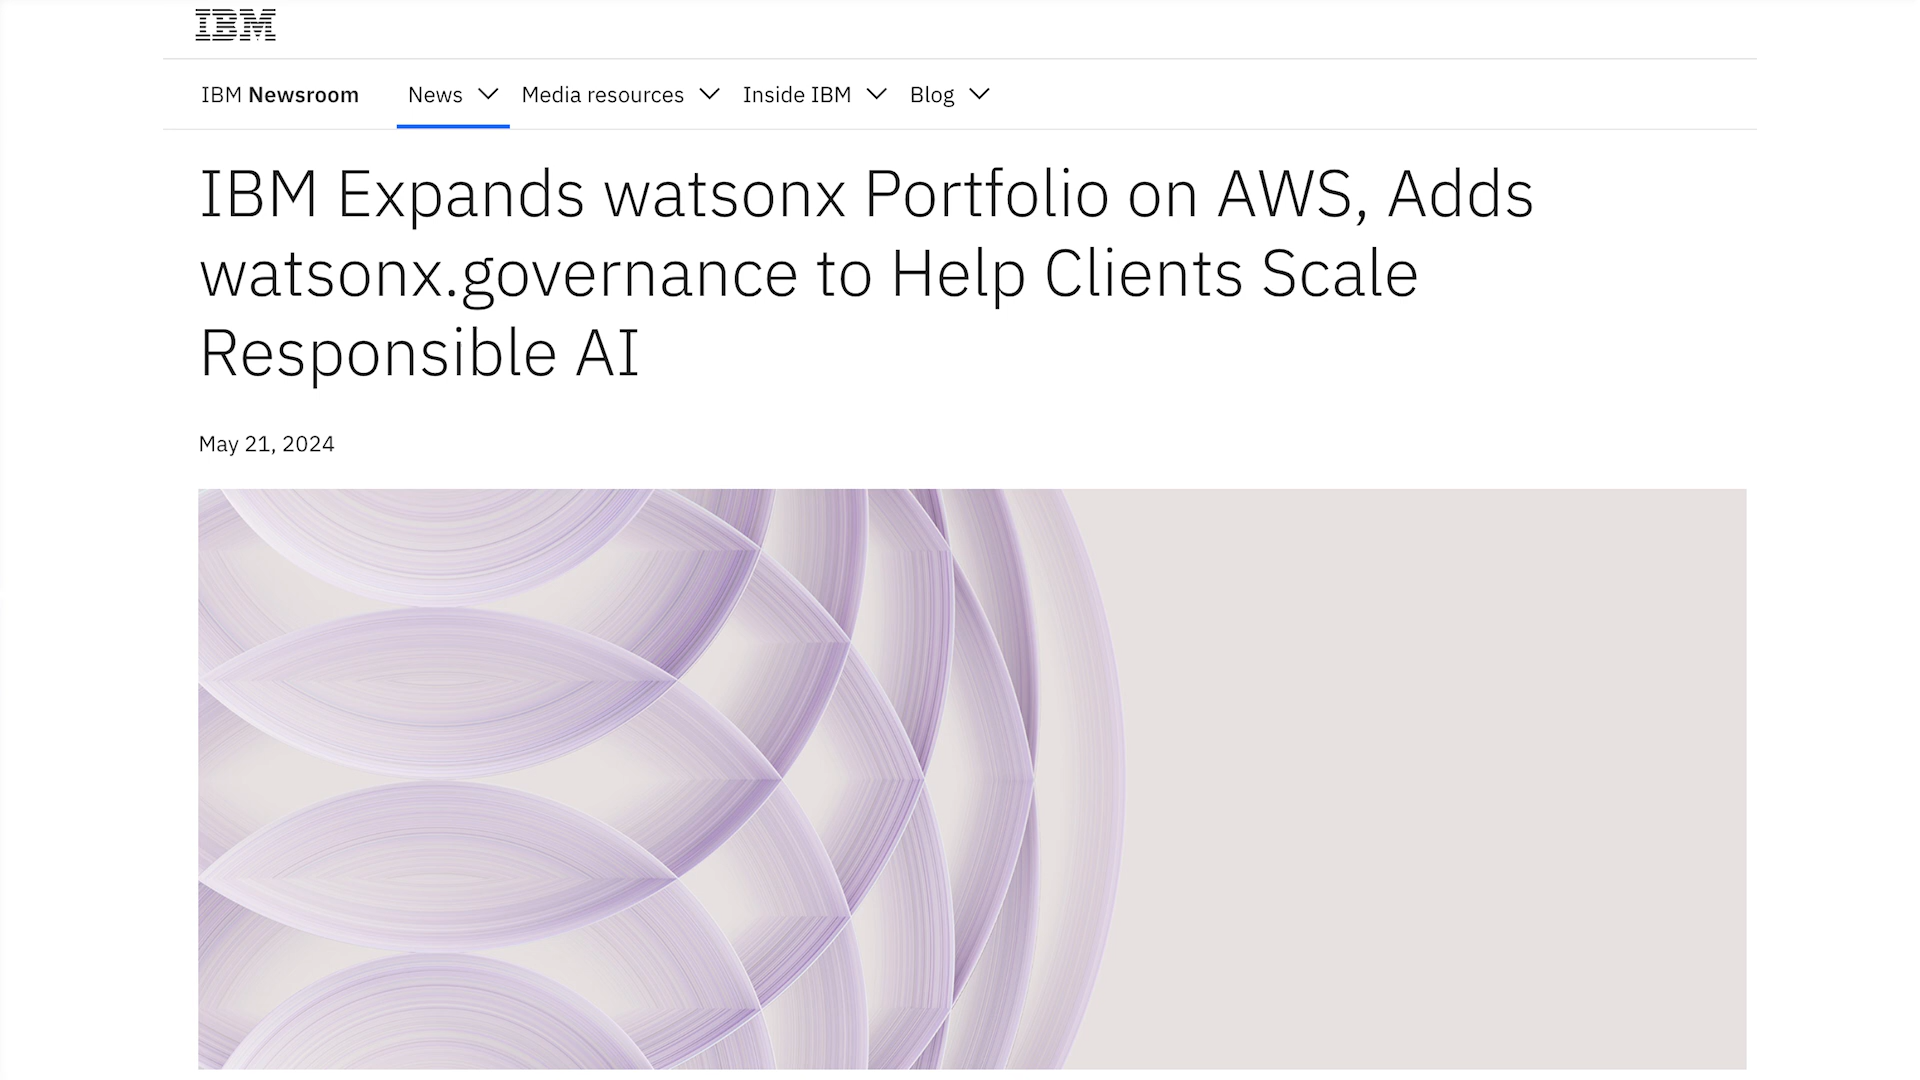 IBM
IBM Newsroom News Media resources Inside IBM Blog
IBM Expands watsonx Portfolio on AWS, Adds
watsonx.governance to Help Clients Scale
Responsible AI
May 21, 2024